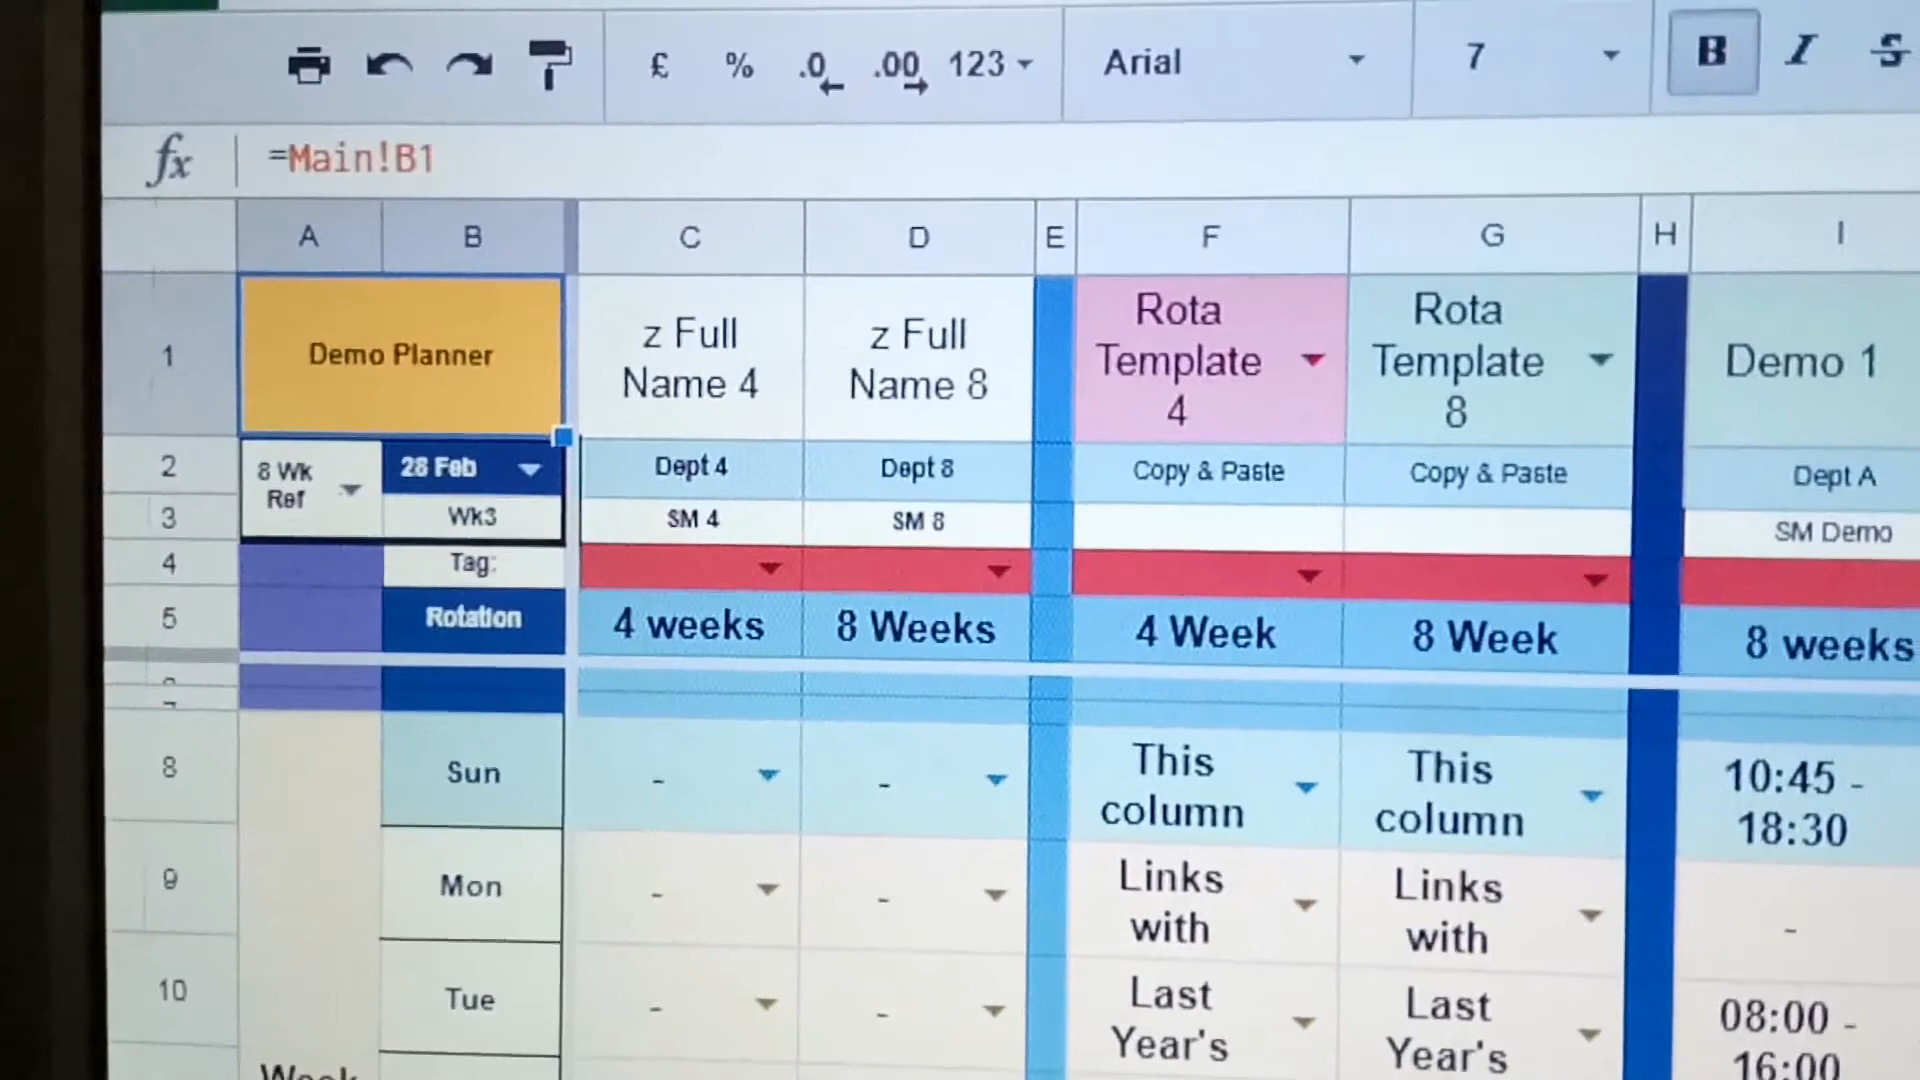 £ % .0 .00 123 Arial 7 B I S
fx =Main!B1
A B C D E F G H I
1 Demo Planner z Full Name 4 z Full Name 8 Rota Template 4 Rota Template 8 Demo 1
2 8 Wk Ref 28 Feb Dept 4 Dept 8 Copy & Paste Copy & Paste Dept A
3 Wk3 SM 4 SM 8 SM Demo
4 Tag:
5 Rotation 4 weeks 8 Weeks 4 Week 8 Week 8 weeks
8 Sun - - This column This column 10:45 - 18:30
9 Mon - - Links with Links with -
10 Tue - - Last Year's Last Year's 08:00 - 16:00
Week